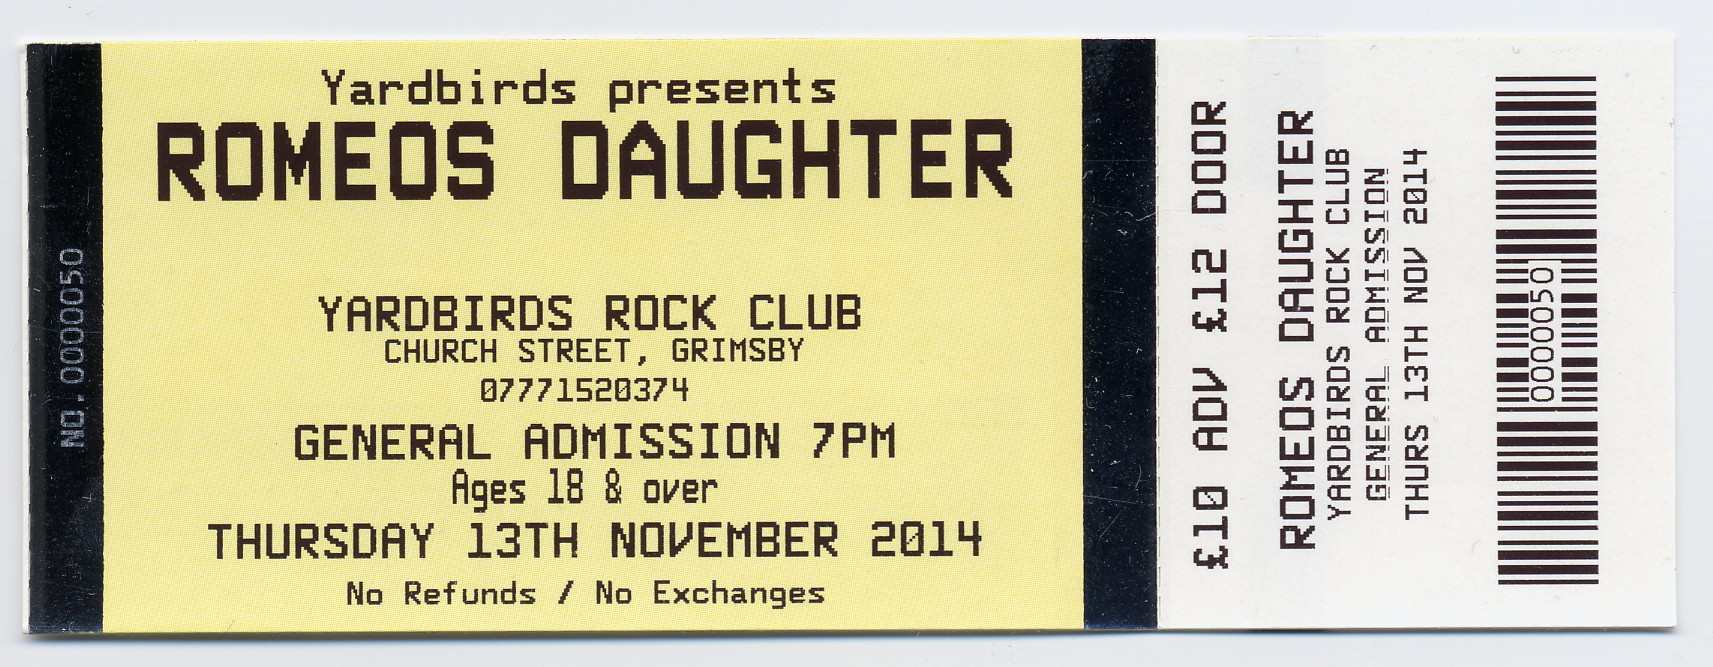 NO.0000050
Yardbirds presents
ROMEOS DAUGHTER
YARDBIRDS ROCK CLUB
CHURCH STREET, GRIMSBY
07771520374
GENERAL ADMISSION 7PM
Ages 18 & over
THURSDAY 13TH NOVEMBER 2014
No Refunds / No Exchanges
£10 ADV £12 DOOR
ROMEOS DAUGHTER
YARDBIRDS ROCK CLUB
GENERAL ADMISSION
THURS 13TH NOV 2014
0000050